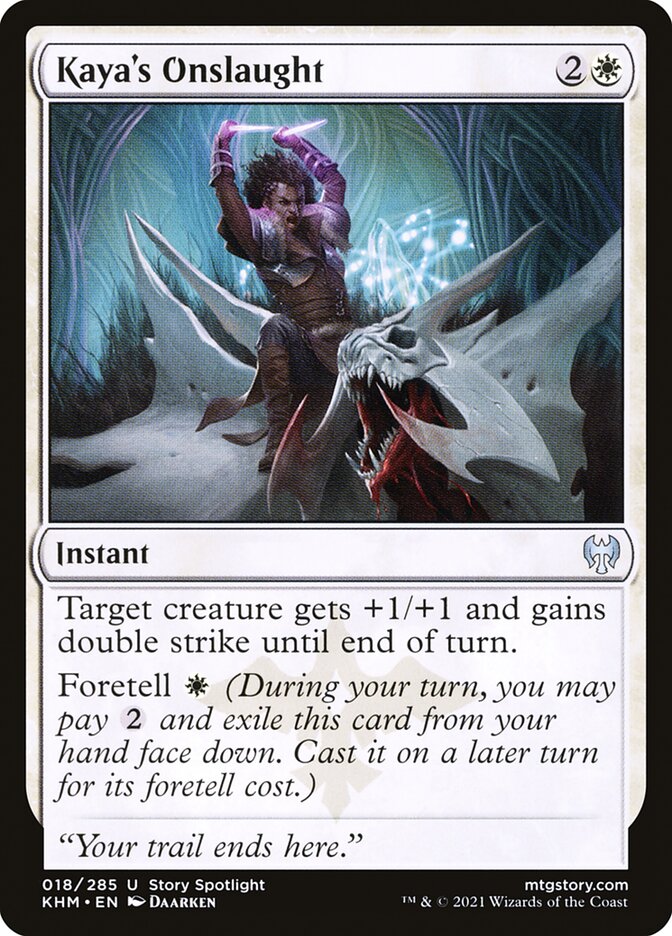 Kaya's Onslaught 2
Instant
Target creature gets +1/+1 and gains
double strike until end of turn.
Foretell (During your turn, you may
pay 2 and exile this card from your
hand face down. Cast it on a later turn
for its foretell cost.)
“Your trail ends here.”
018/285 U Story Spotlight
KHM • EN DAARKEN
mtgstory.com
™ & © 2021 Wizards of the Coast